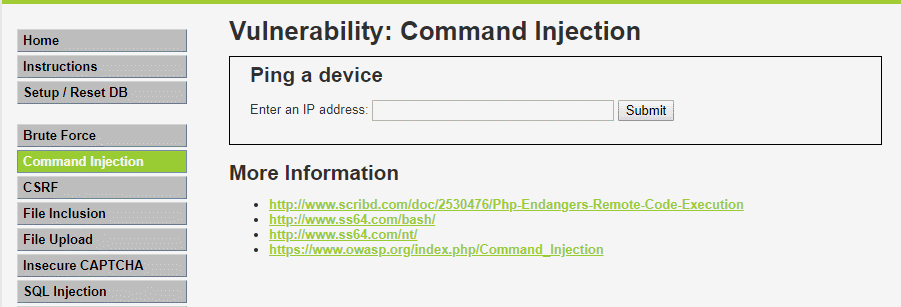 Home
Instructions
Setup / Reset DB
Brute Force
Command Injection
CSRF
File Inclusion
File Upload
Insecure CAPTCHA
SQL Injection
Vulnerability: Command Injection
Ping a device
Enter an IP address:
Submit
More Information
http://www.scribd.com/doc/2530476/Php-Endangers-Remote-Code-Execution
http://www.ss64.com/bash/
http://www.ss64.com/nt/
https://www.owasp.org/index.php/Command_Injection